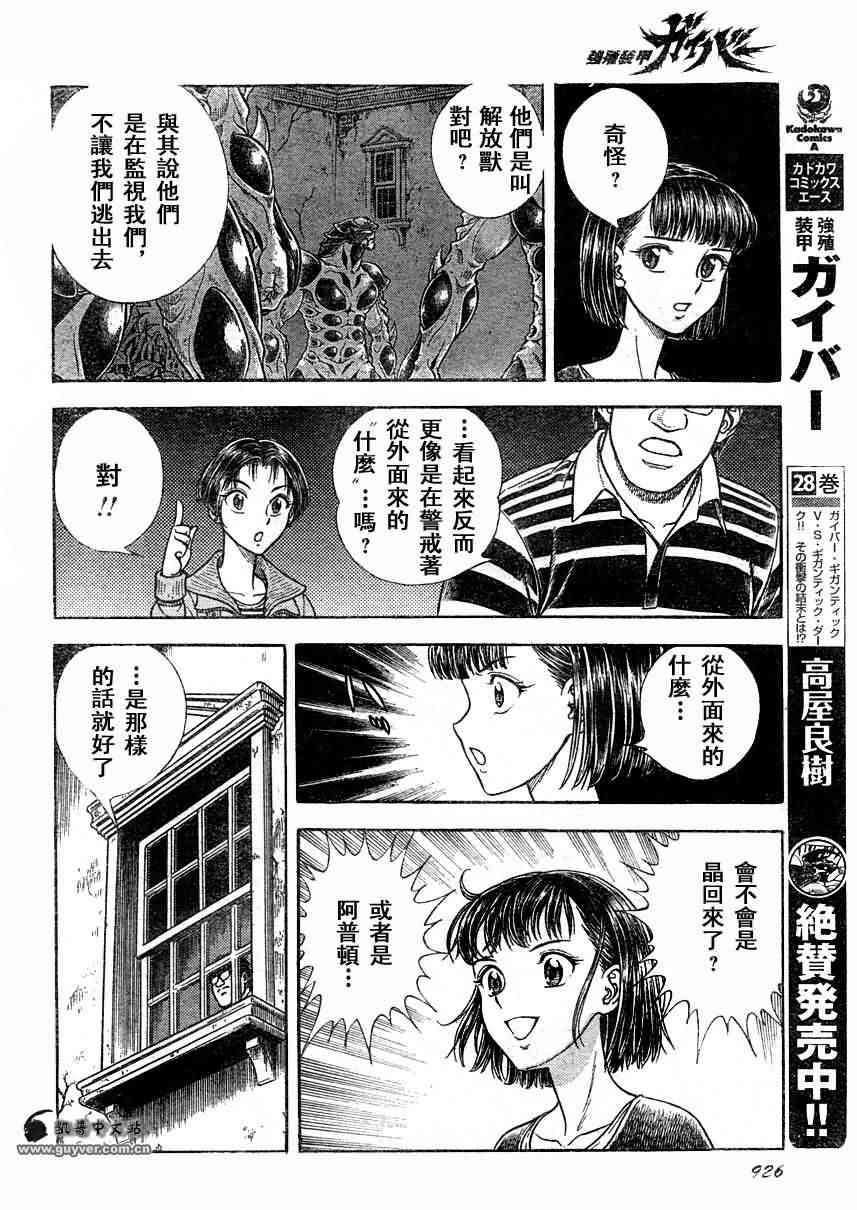 強殖装甲
ガイバー
奇怪?
他們是叫
解放獸
對吧?
與其說他們
是在監視我們,
不讓我們逃出去
…看起來反而
更像是在警戒著
從外面來的
“什麼”…嗎?
對!!
從外面來的
什麼…
…是那樣
的話就好了
會不會是
晶回來了?
或者是
阿普頓…
Kadokawa
Comics
A
カドカワ
コミックス
エース
強殖
装甲
ガイバー
28巻
ガイバー・ギガンティック
V・S・ギガンティック・ダー
ク!! その衝撃の結末とは!?
高屋良樹
絶賛発売中!!
凱哥中文站
www.guyver.com.cn
926